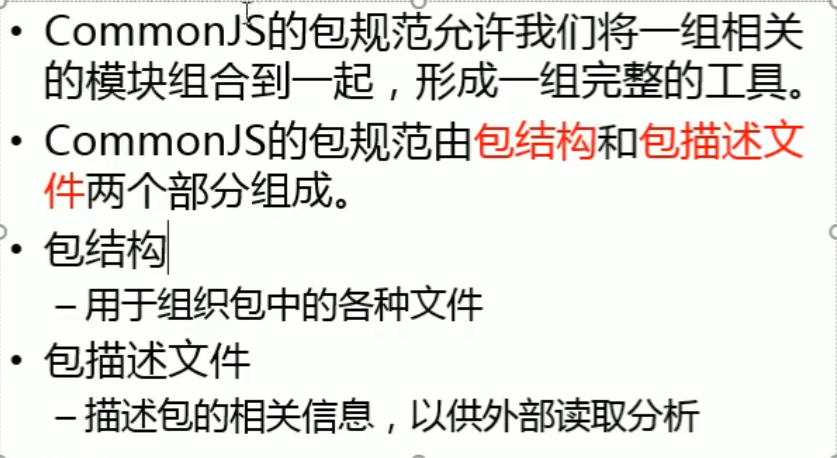 • CommonJS的包规范允许我们将一组相关
的模块组合到一起，形成一组完整的工具。
• CommonJS的包规范由包结构和包描述文
件两个部分组成。
• 包结构
– 用于组织包中的各种文件
• 包描述文件
– 描述包的相关信息，以供外部读取分析